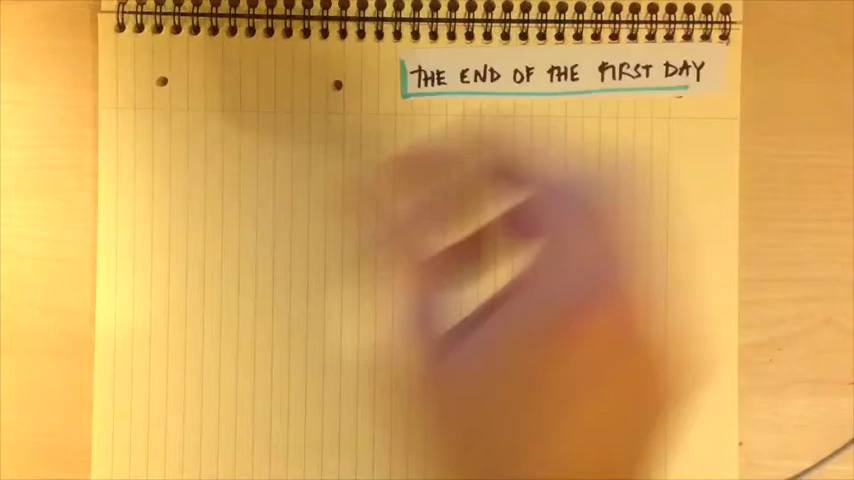 THE END OF THE FIRST DAY